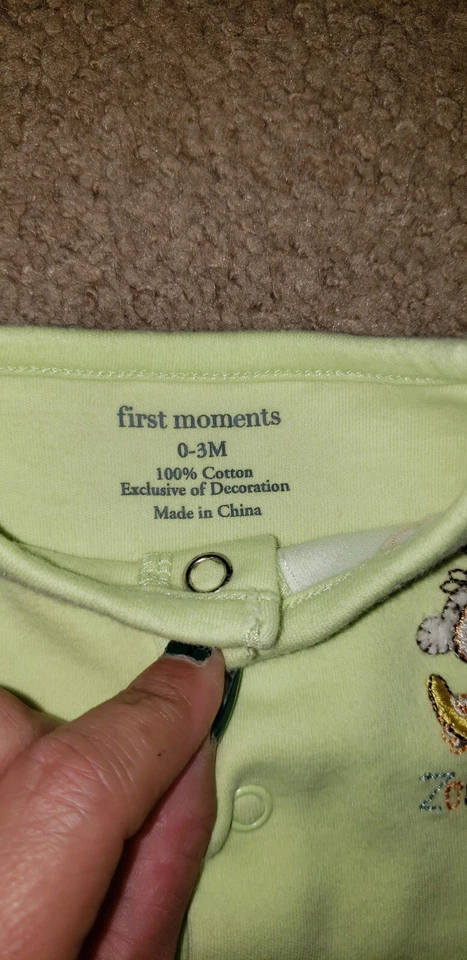 first moments
0-3M
100% Cotton
Exclusive of Decoration
Made in China